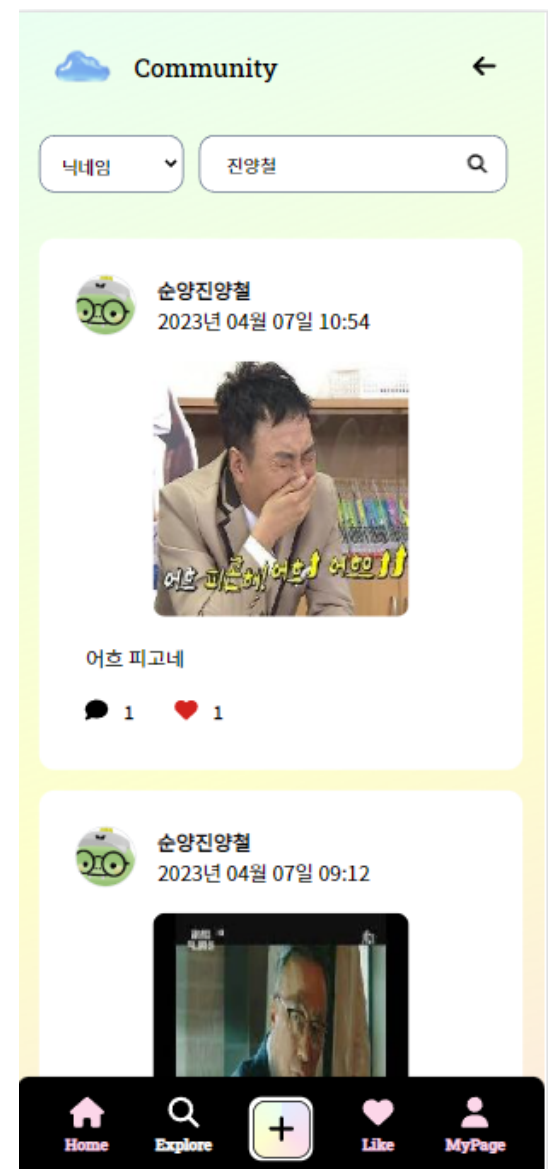 Community
닉네임
진양철
순양진양철
2023년 04월 07일 10:54
어흐 피곤해! 어흐! 어흐으!!
어흐 피고네
1
1
순양진양철
2023년 04월 07일 09:12
Home
Explore
Like
MyPage